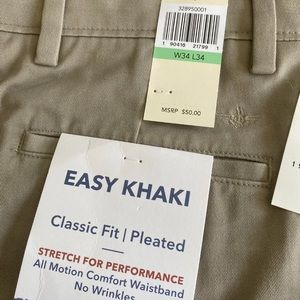 328950001
1 90416 21799 1
W34 L34
MSRP $50.00
EASY KHAKI
Classic Fit | Pleated
STRETCH FOR PERFORMANCE
All Motion Comfort Waistband
No Wrinkles